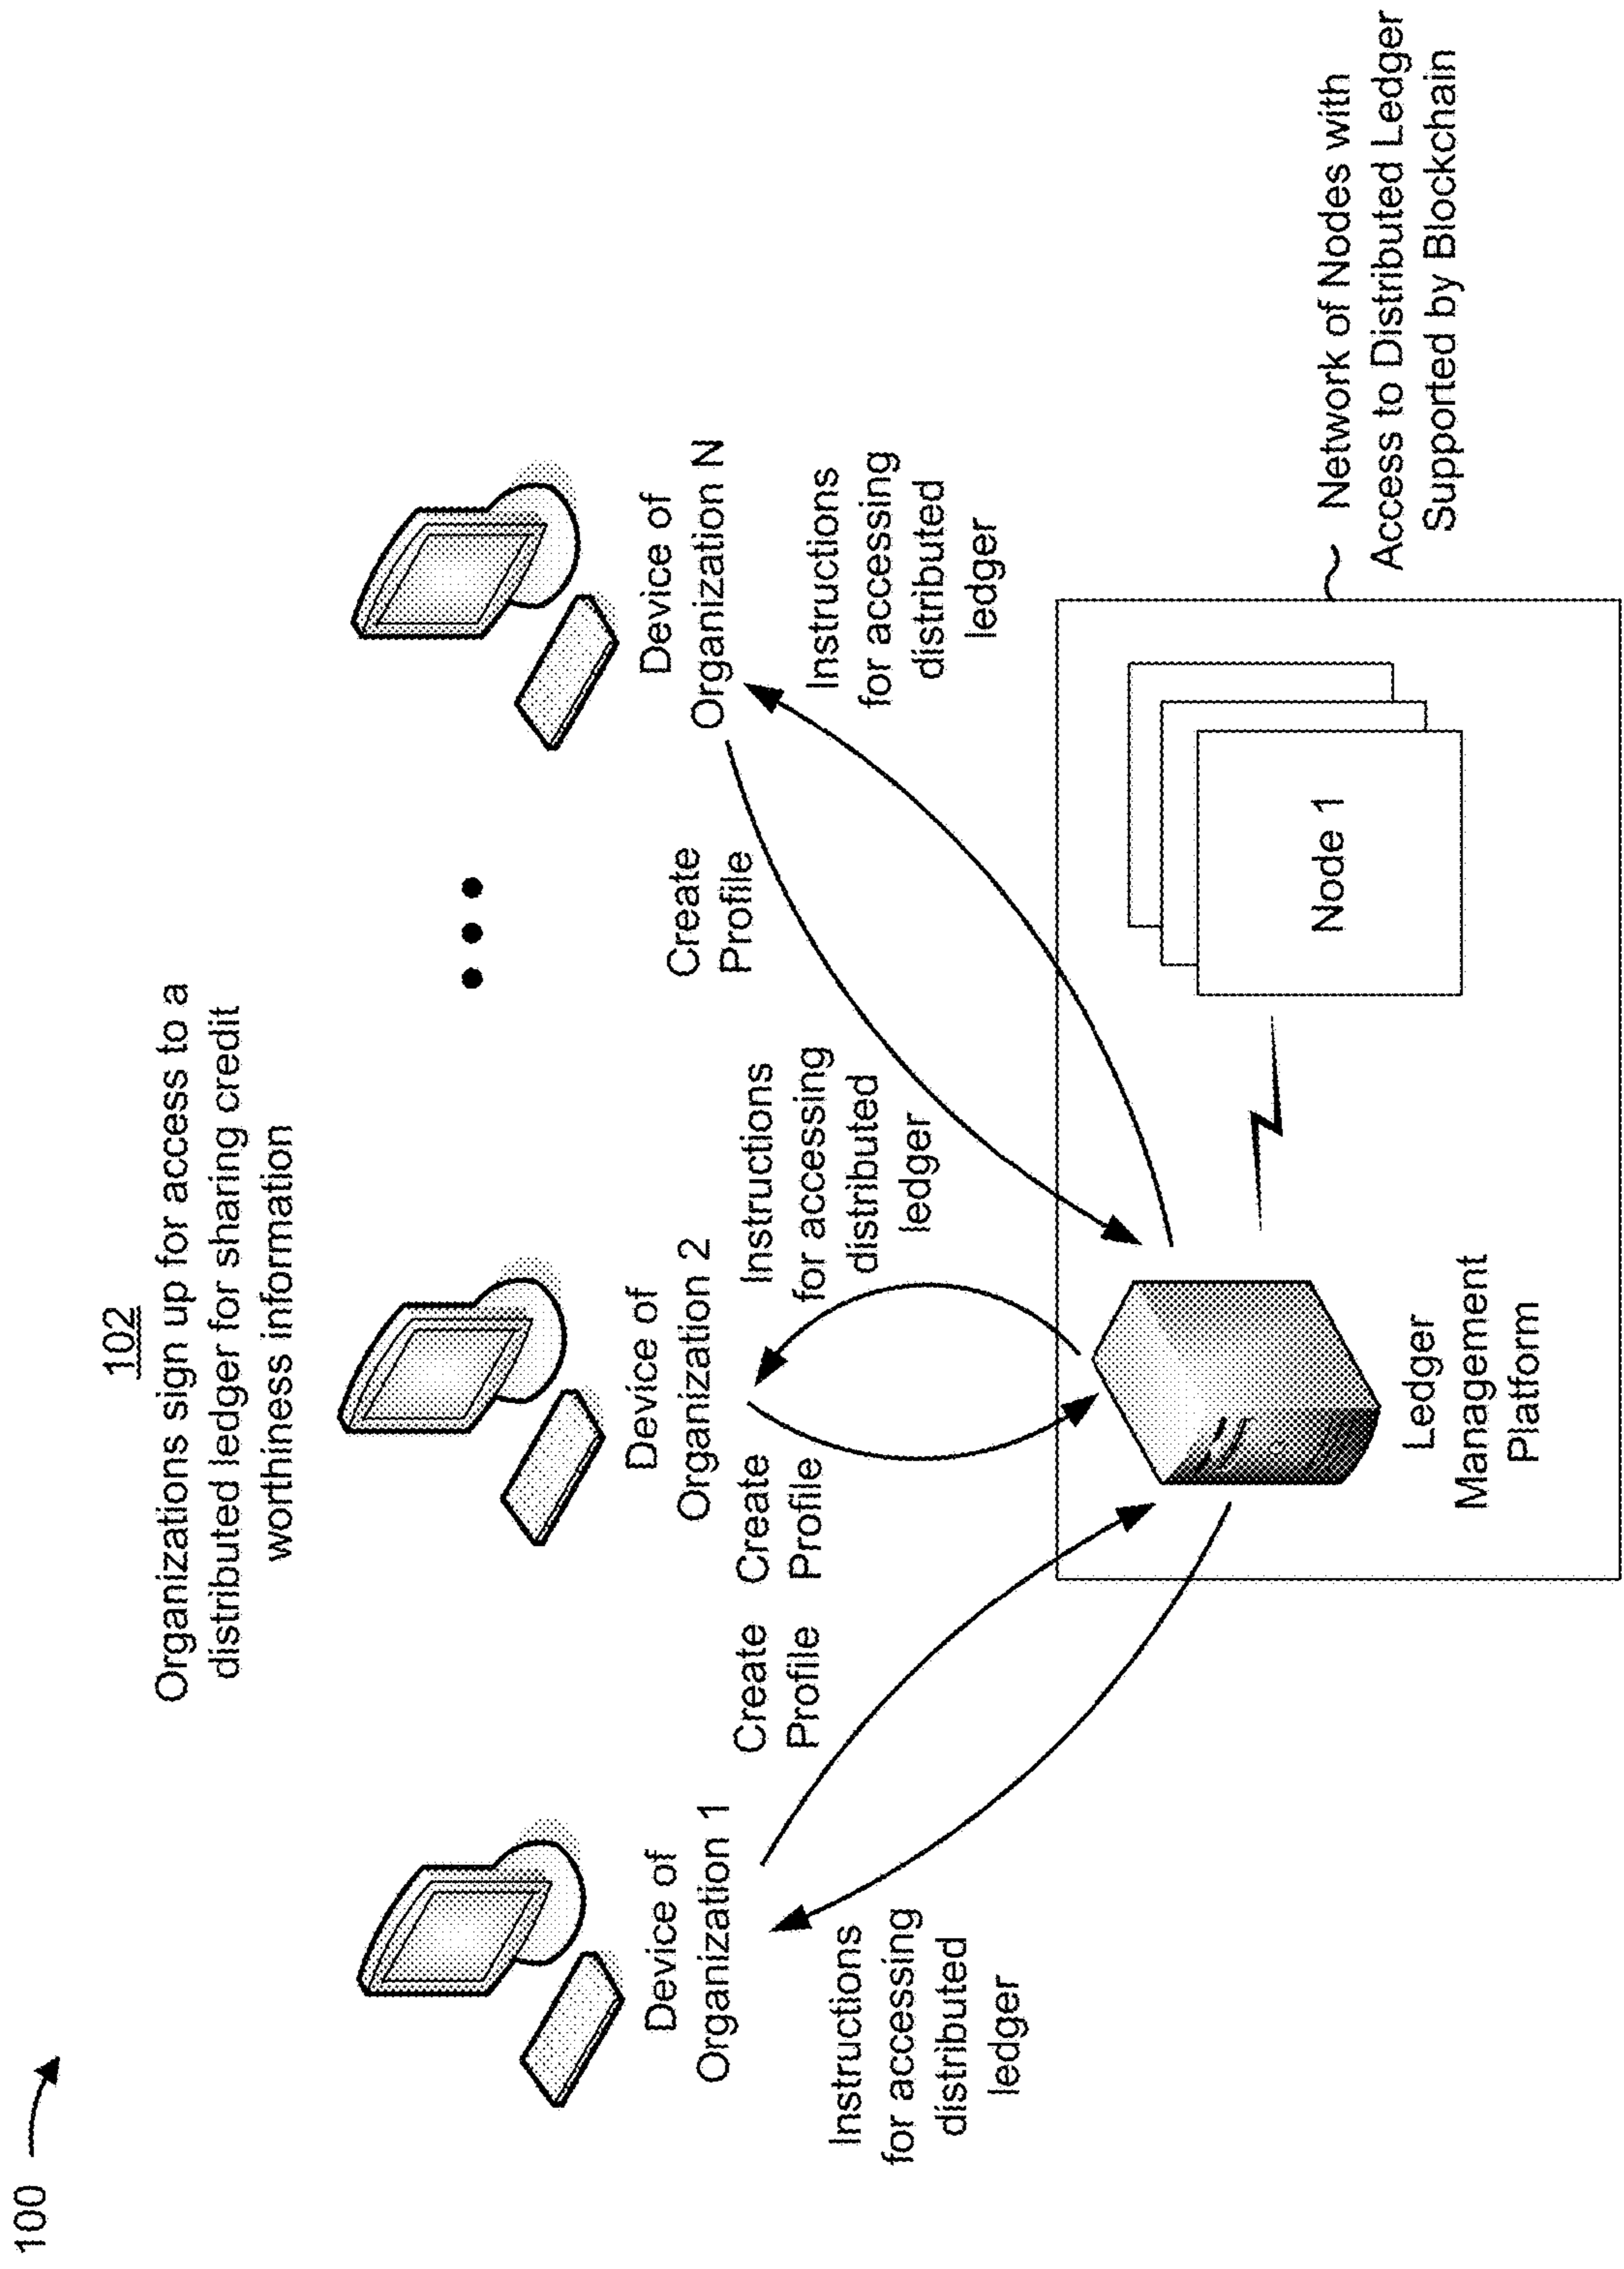 100
102
Organizations sign up for access to a
distributed ledger for sharing credit
worthiness information
Device of
Organization 1
Device of
Organization 2
Device of
Organization N
Create
Profile
Create
Profile
Create
Profile
Instructions
for accessing
distributed
ledger
Instructions
for accessing
distributed
ledger
Instructions
for accessing
distributed
ledger
Ledger
Management
Platform
Node 1
Network of Nodes with
Access to Distributed Ledger
Supported by Blockchain